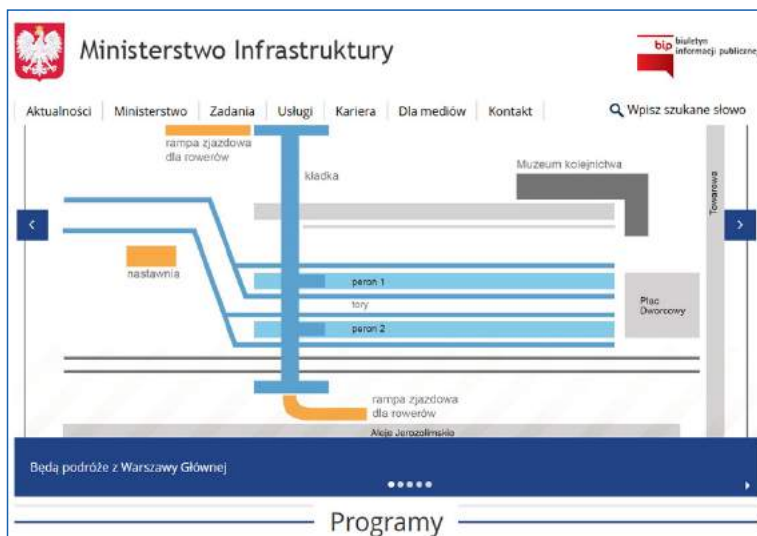 Ministerstwo Infrastruktury
bip
biuletyn
informacji publicznej
Aktualności
Ministerstwo
Zadania
Usługi
Kariera
Dla mediów
Kontakt
Wpisz szukane słowo
rampa zjazdowa
dla rowerów
kładka
Muzeum kolejnictwa
Towarowa
nastawnia
peron 1
tory
peron 2
Plac
Dworcowy
rampa zjazdowa
dla rowerów
Aleje Jerozolimskie
Będą podróże z Warszawy Głównej
Programy